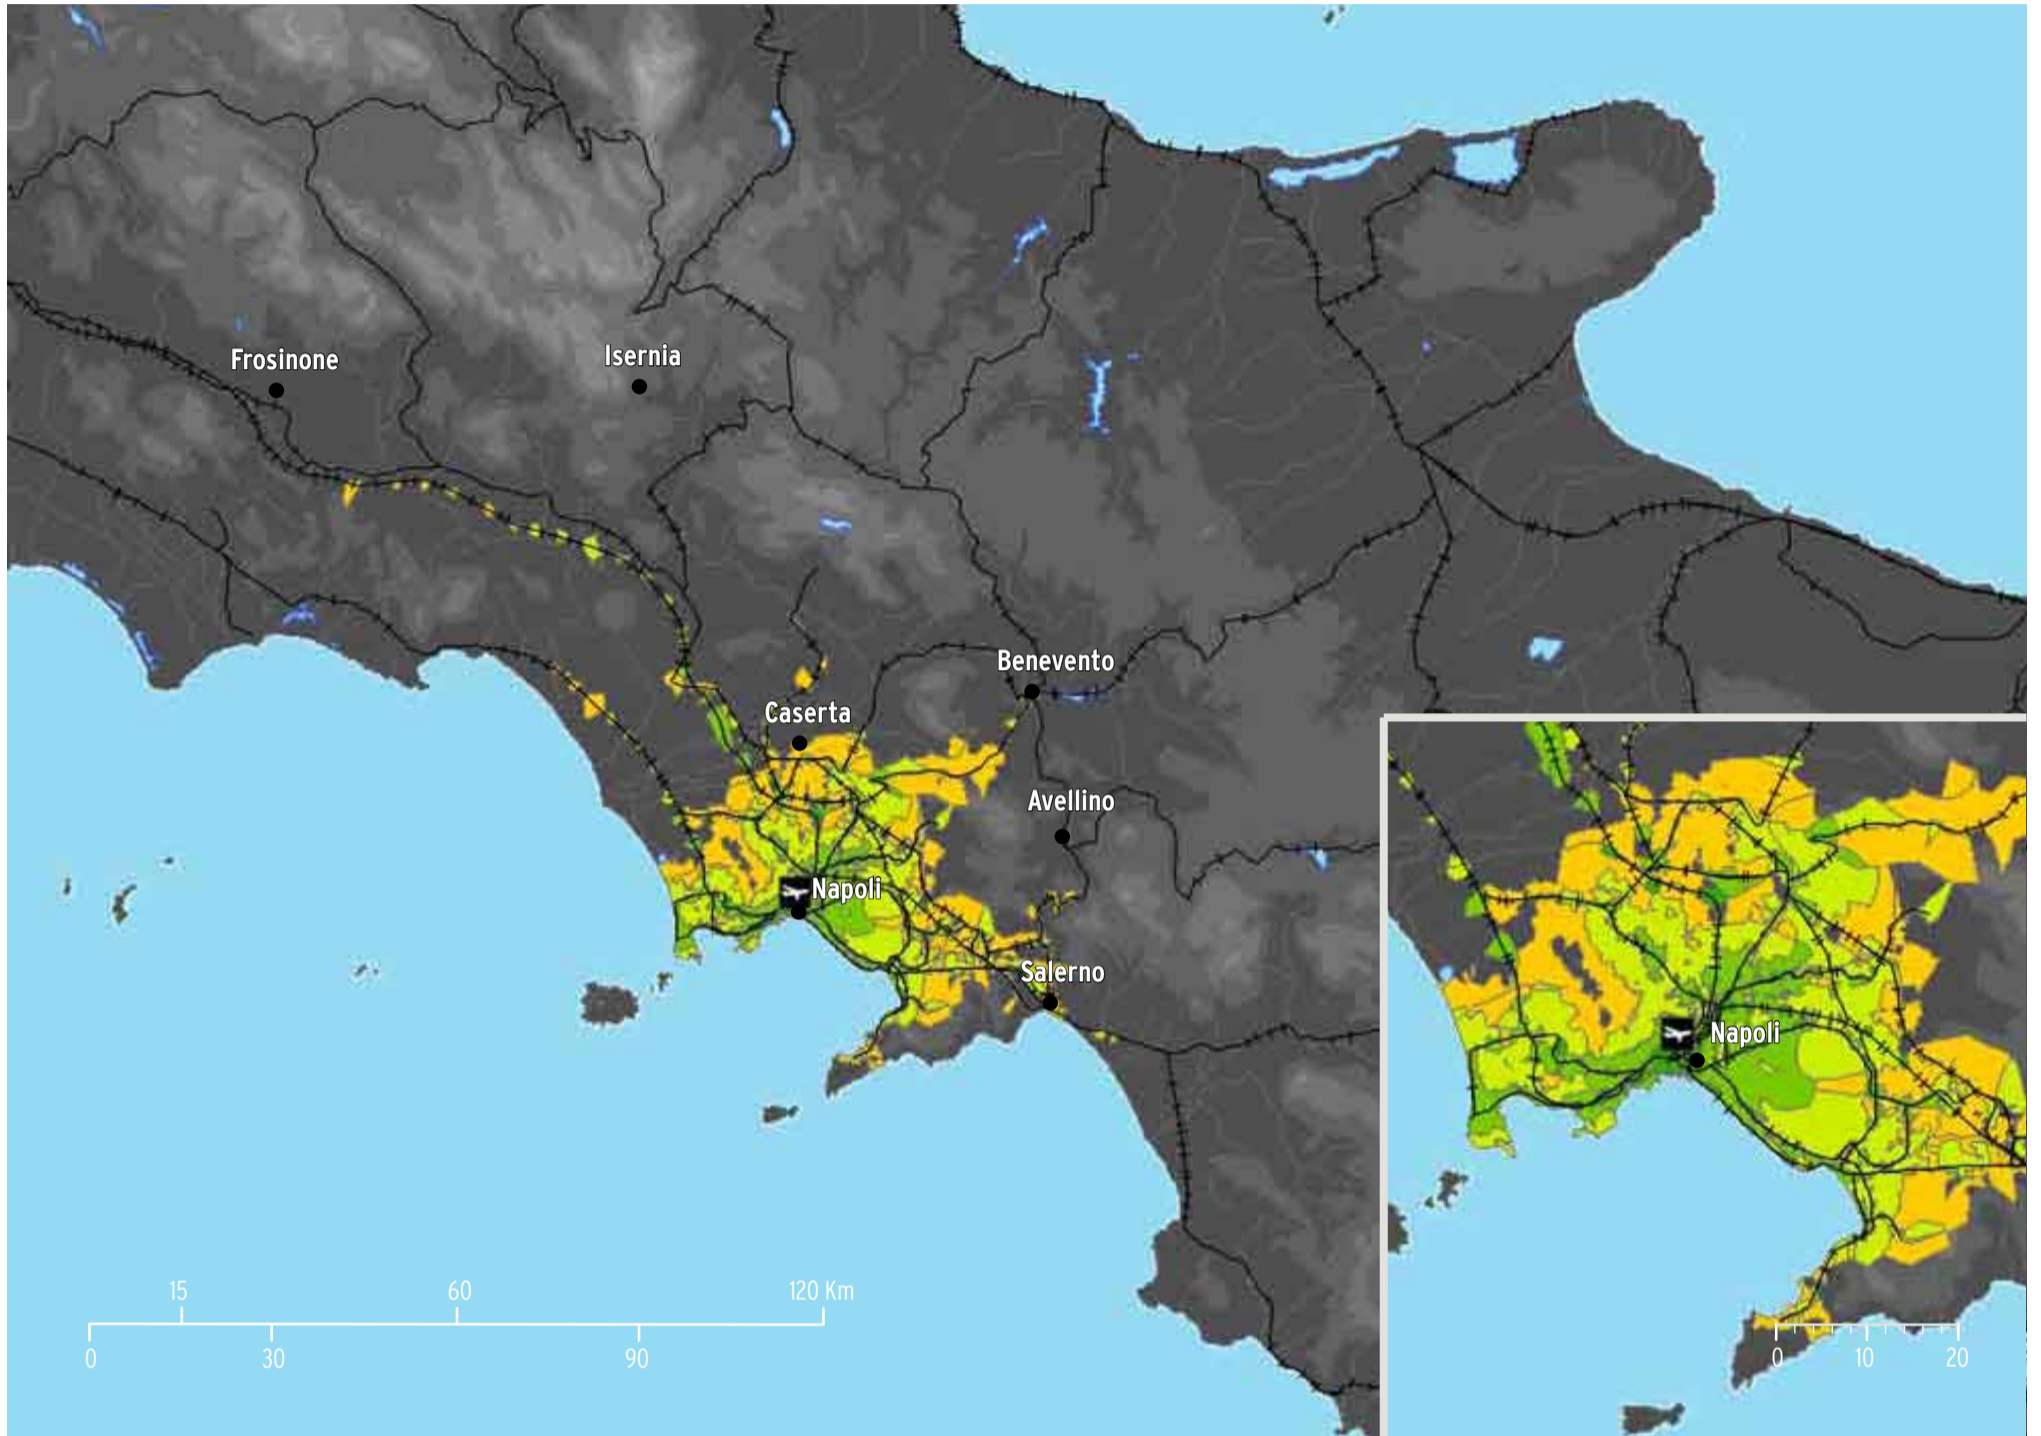 Frosinone
Isernia
Benevento
Caserta
Avellino
Napoli
Salerno
Napoli
15 60 120 Km
0 30 90
0 10 20